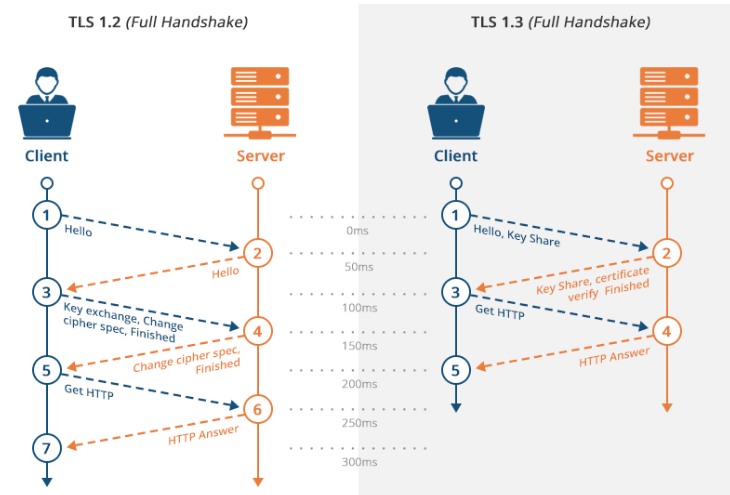 TLS 1.2 (Full Handshake)
Client
Server
1
Hello
2
Hello
3
Key exchange, Change
cipher spec, Finished
4
Change cipher spec,
Finished
5
Get HTTP
6
HTTP Answer
7
0ms
50ms
100ms
150ms
200ms
250ms
300ms
TLS 1.3 (Full Handshake)
Client
Server
1
Hello, Key Share
2
Key Share, certificate
verify Finished
3
Get HTTP
4
HTTP Answer
5